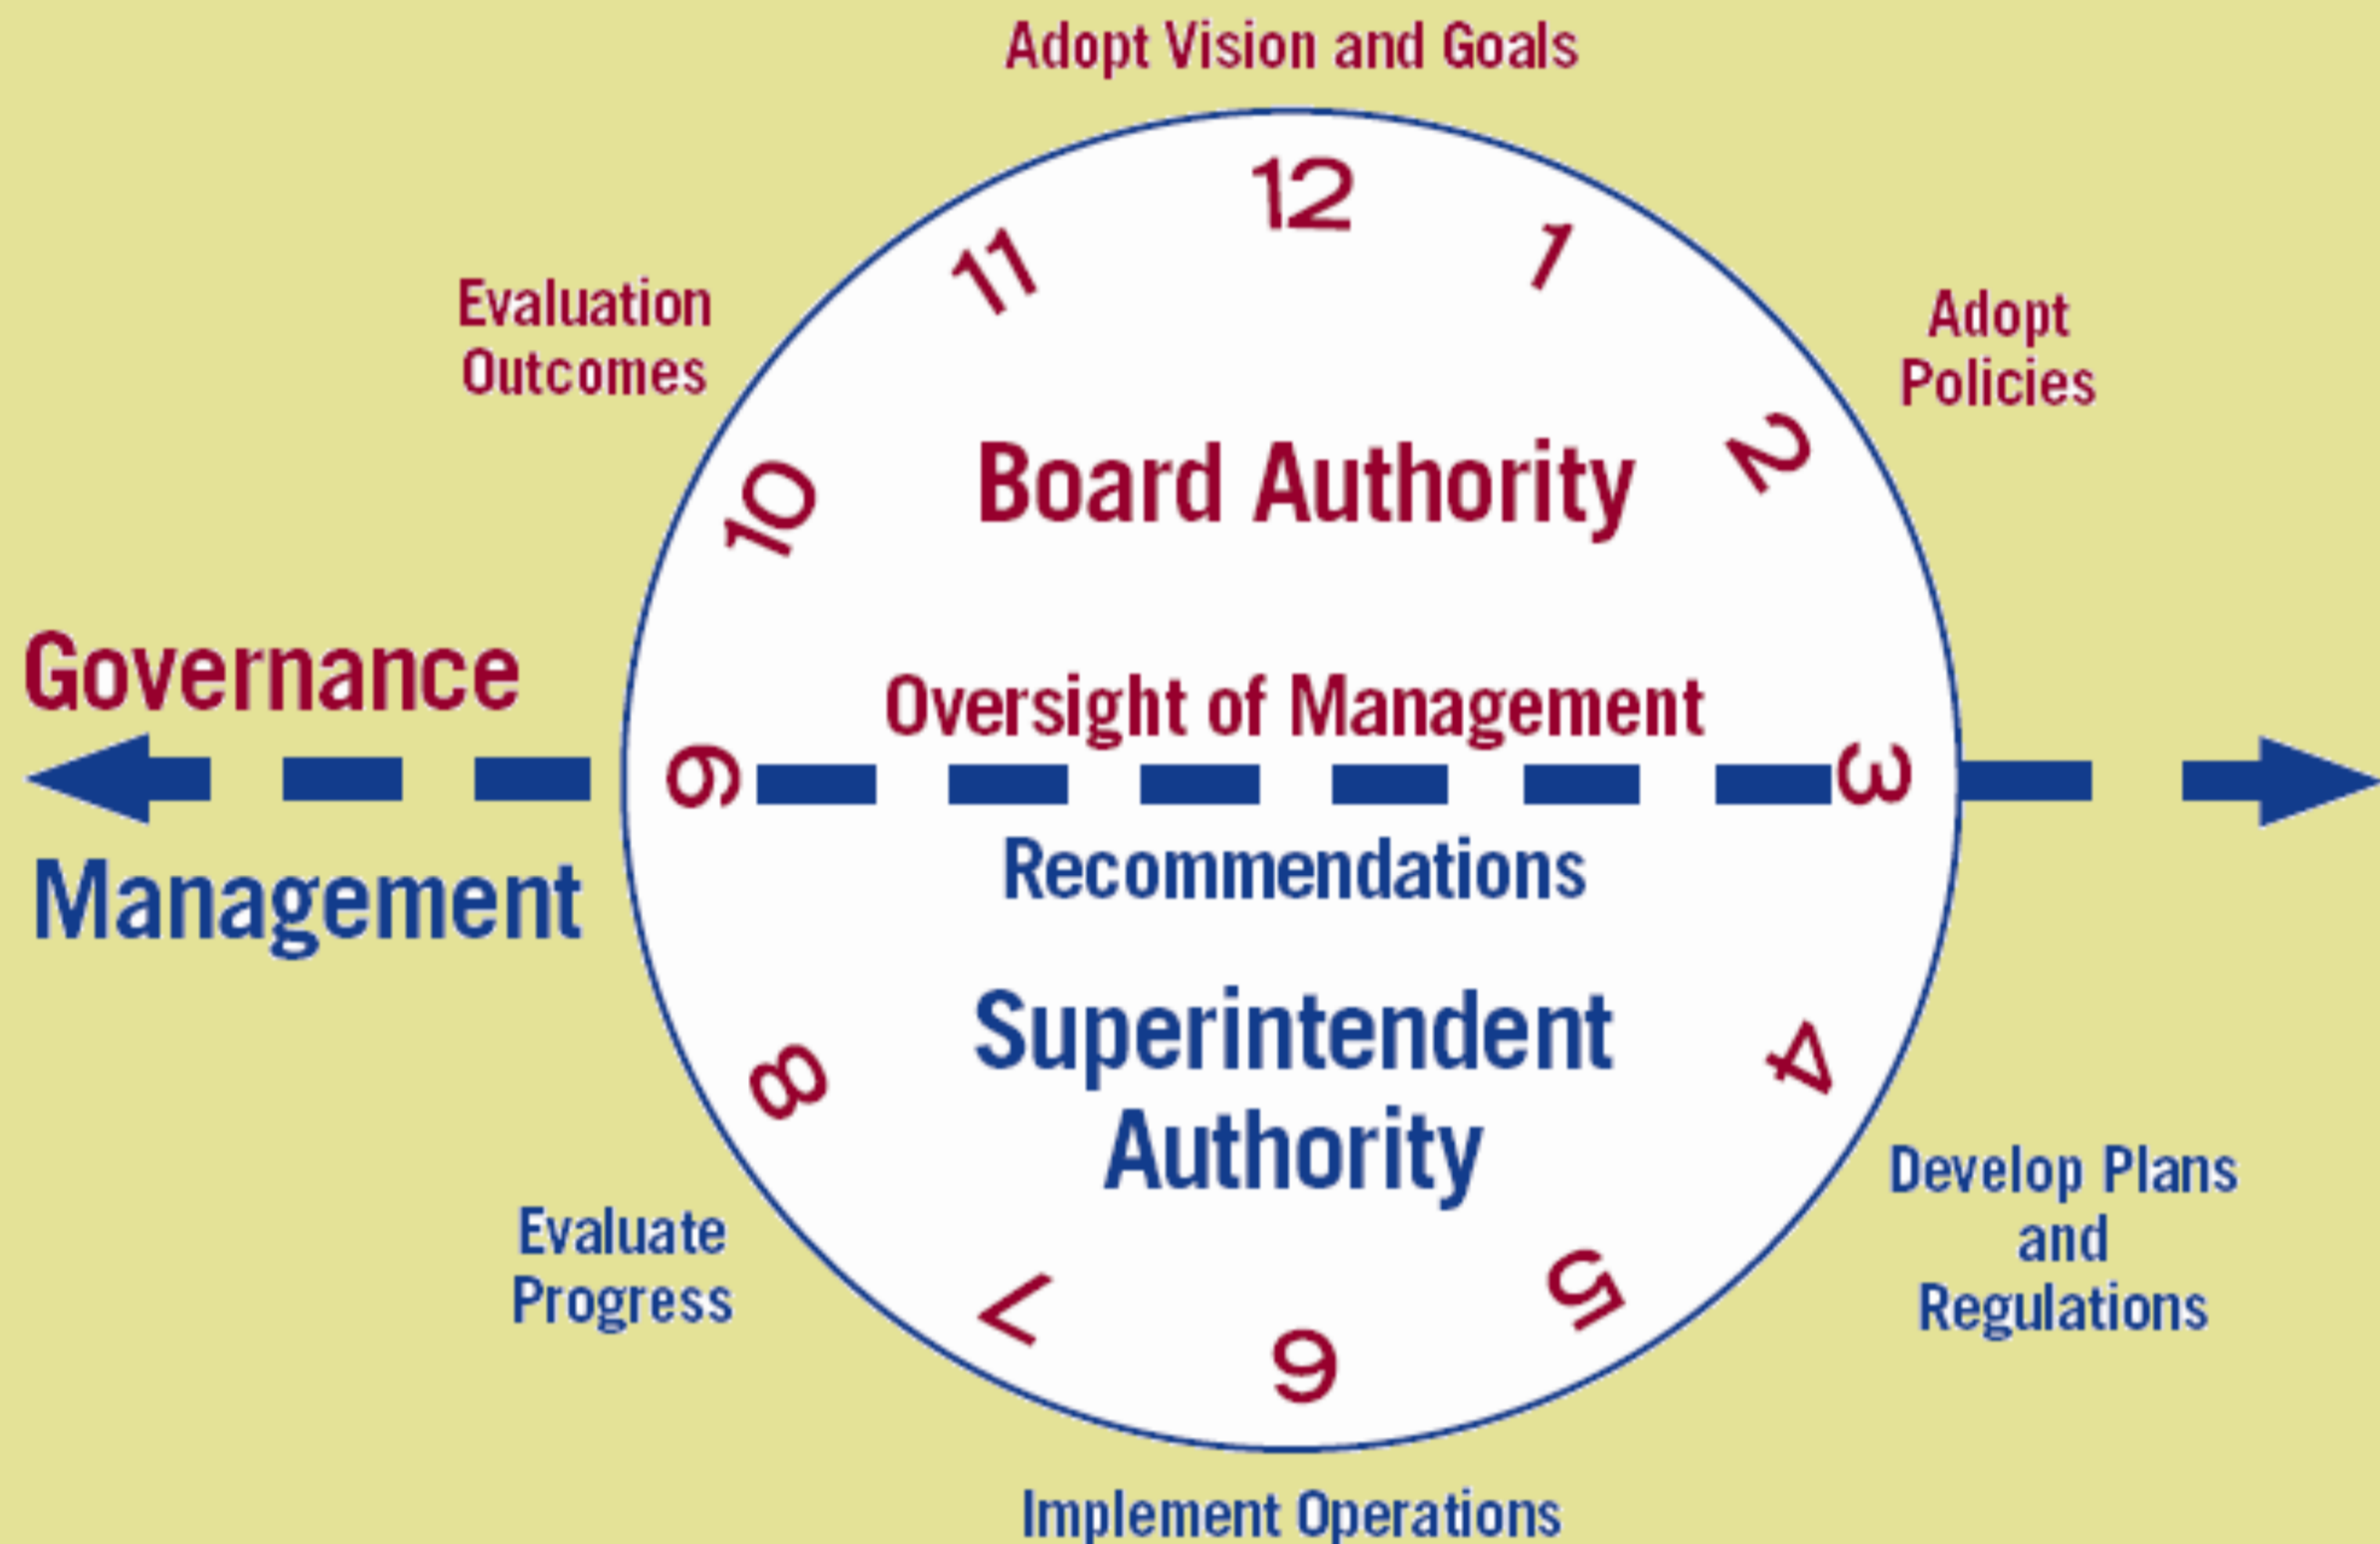 Adopt Vision and Goals
12
11
1
Evaluation
Outcomes
Adopt
Policies
2
Board Authority
10
Governance
Oversight of Management
9
3
Recommendations
Management
Superintendent
Authority
8
4
Develop Plans
and
Regulations
Evaluate
Progress
7
5
6
Implement Operations